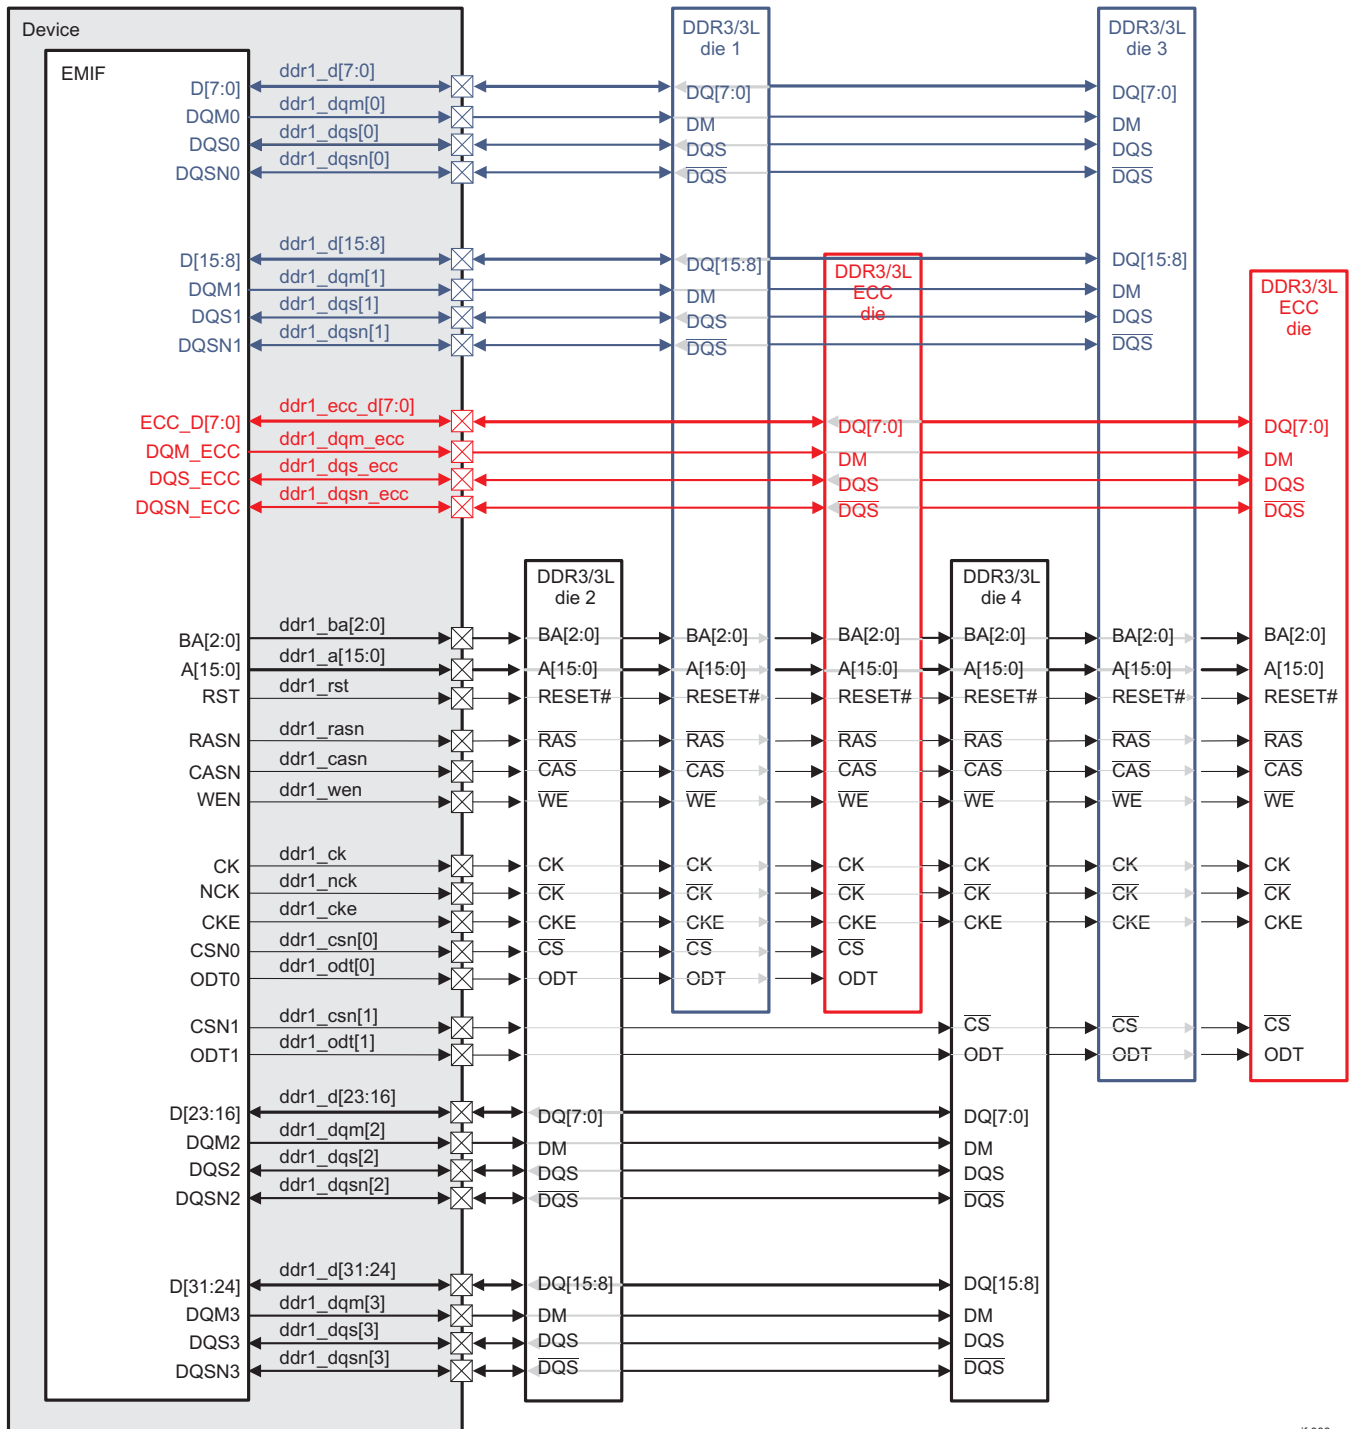 Device
EMIF
DDR3/3L
die 1
DDR3/3L
die 3
D[7:0] ddr1_d[7:0] DQ[7:0] DQ[7:0]
DQM0 ddr1_dqm[0] DM DM
DQS0 ddr1_dqs[0] DQS DQS
DQSN0 ddr1_dqsn[0] DQS DQS
D[15:8] ddr1_d[15:8] DQ[15:8] DQ[15:8]
DQM1 ddr1_dqm[1] DM DM
DQS1 ddr1_dqs[1] DQS DQS
DQSN1 ddr1_dqsn[1] DQS DQS
DDR3/3L
ECC
die
DDR3/3L
ECC
die
ECC_D[7:0] ddr1_ecc_d[7:0] DQ[7:0] DQ[7:0]
DQM_ECC ddr1_dqm_ecc DM DM
DQS_ECC ddr1_dqs_ecc DQS DQS
DQSN_ECC ddr1_dqsn_ecc DQS DQS
DDR3/3L
die 2
DDR3/3L
die 4
BA[2:0] ddr1_ba[2:0] BA[2:0] BA[2:0] BA[2:0] BA[2:0] BA[2:0] BA[2:0]
A[15:0] ddr1_a[15:0] A[15:0] A[15:0] A[15:0] A[15:0] A[15:0] A[15:0]
RST ddr1_rst RESET# RESET# RESET# RESET# RESET# RESET#
RASN ddr1_rasn RAS RAS RAS RAS RAS RAS
CASN ddr1_casn CAS CAS CAS CAS CAS CAS
WEN ddr1_wen WE WE WE WE WE WE
CK ddr1_ck CK CK CK CK CK CK
NCK ddr1_nck CK CK CK CK CK CK
CKE ddr1_cke CKE CKE CKE CKE CKE CKE
CSN0 ddr1_csn[0] CS CS CS
ODT0 ddr1_odt[0] ODT ODT ODT
CSN1 ddr1_csn[1] CS CS CS
ODT1 ddr1_odt[1] ODT ODT ODT
D[23:16] ddr1_d[23:16] DQ[7:0] DQ[7:0]
DQM2 ddr1_dqm[2] DM DM
DQS2 ddr1_dqs[2] DQS DQS
DQSN2 ddr1_dqsn[2] DQS DQS
D[31:24] ddr1_d[31:24] DQ[15:8] DQ[15:8]
DQM3 ddr1_dqm[3] DM DM
DQS3 ddr1_dqs[3] DQS DQS
DQSN3 ddr1_dqsn[3] DQS DQS